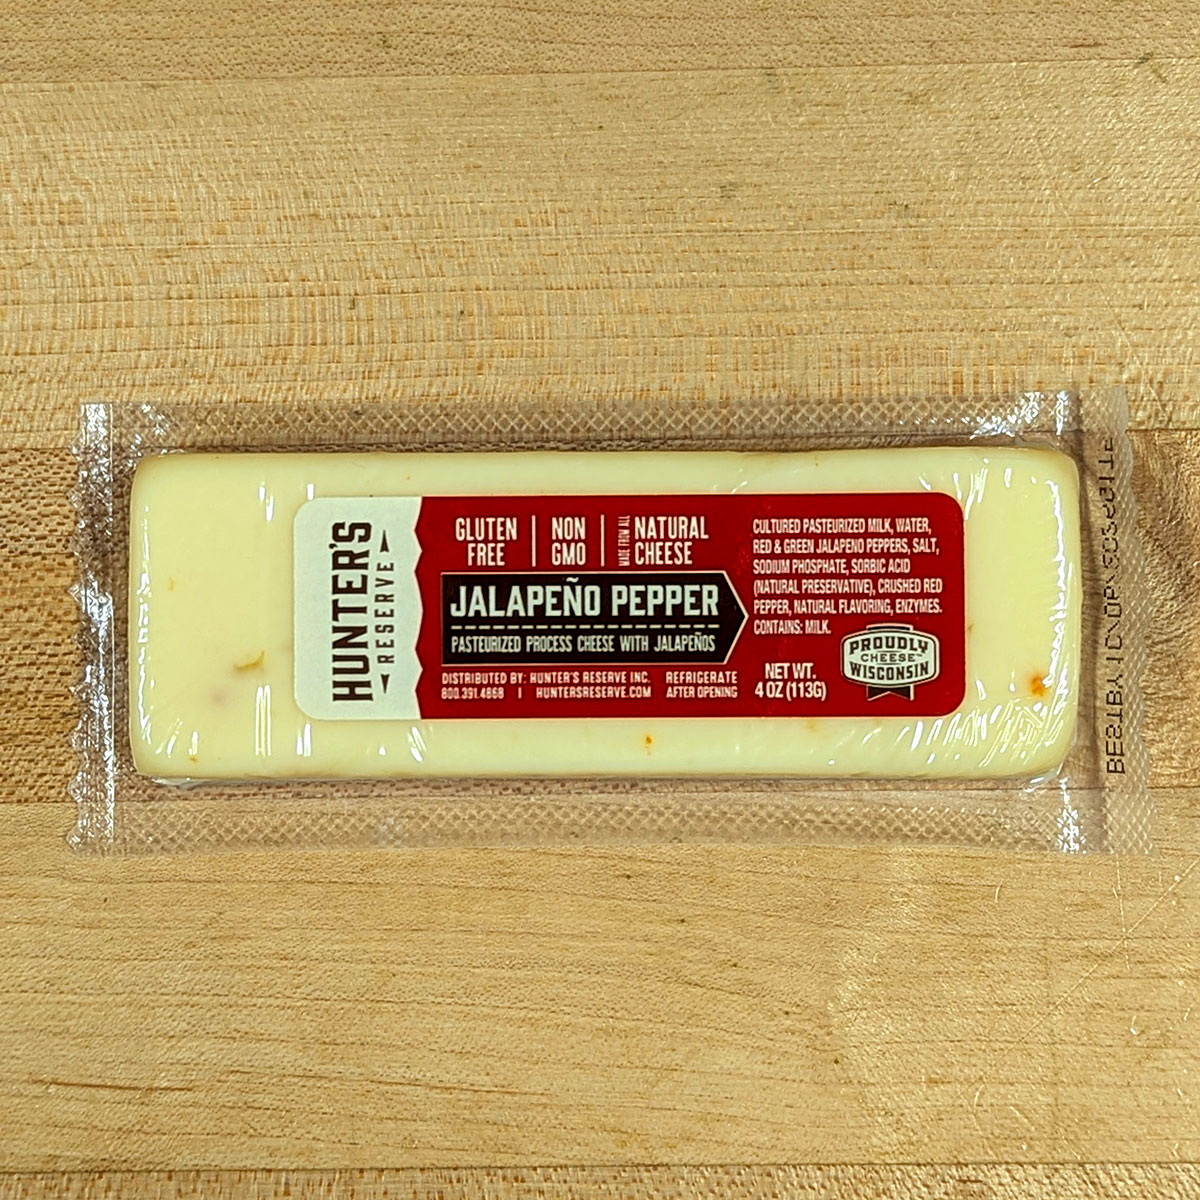 HUNTER'S
RESERVE
GLUTEN
FREE
NON
GMO
MADE FROM ALL
NATURAL
CHEESE
JALAPEÑO PEPPER
PASTEURIZED PROCESS CHEESE WITH JALAPEÑOS
DISTRIBUTED BY: HUNTER'S RESERVE INC.
800.391.4868 | HUNTERSRESERVE.COM
REFRIGERATE
AFTER OPENING
CULTURED PASTEURIZED MILK, WATER,
RED & GREEN JALAPENO PEPPERS, SALT,
SODIUM PHOSPHATE, SORBIC ACID
(NATURAL PRESERVATIVE), CRUSHED RED
PEPPER, NATURAL FLAVORING, ENZYMES.
CONTAINS: MILK.
NET WT.
4 OZ (113G)
PROUDLY
CHEESE™
WISCONSIN